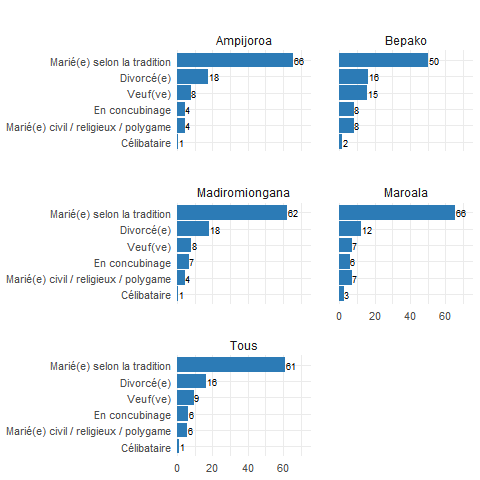 Ampijoroa Bepako
Marié(e) selon la tradition 66 50
Divorcé(e) 18 16
Veuf(ve) 8 15
En concubinage 4 8
Marié(e) civil / religieux / polygame 4 8
Célibataire 1 2
Madiromiongana Maroala
Marié(e) selon la tradition 62 66
Divorcé(e) 18 12
Veuf(ve) 8 7
En concubinage 7 6
Marié(e) civil / religieux / polygame 4 7
Célibataire 1 3
0 20 40 60
Tous
Marié(e) selon la tradition 61
Divorcé(e) 16
Veuf(ve) 9
En concubinage 6
Marié(e) civil / religieux / polygame 6
Célibataire 1
0 20 40 60